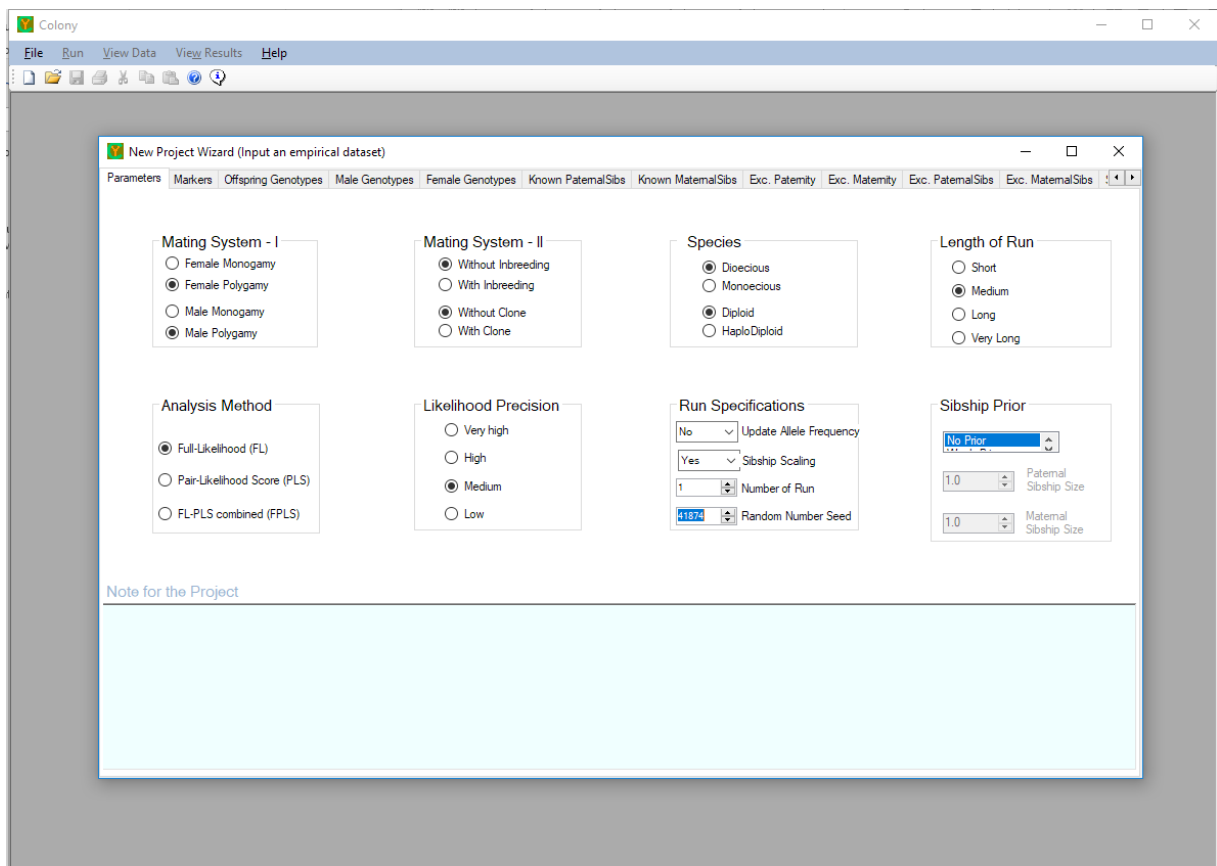 Colony
File Run View Data View Results Help
New Project Wizard (Input an empirical dataset)
Parameters Markers Offspring Genotypes Male Genotypes Female Genotypes Known PaternalSibs Known MaternalSibs Exc. Paternity Exc. Maternity Exc. PaternalSibs Exc. MaternalSibs
Mating System - I
Female Monogamy
Female Polygamy
Male Monogamy
Male Polygamy
Mating System - II
Without Inbreeding
With Inbreeding
Without Clone
With Clone
Species
Dioecious
Monoecious
Diploid
HaploDiploid
Length of Run
Short
Medium
Long
Very Long
Analysis Method
Full-Likelihood (FL)
Pair-Likelihood Score (PLS)
FL-PLS combined (FPLS)
Likelihood Precision
Very high
High
Medium
Low
Run Specifications
No Update Allele Frequency
Yes Sibship Scaling
1 Number of Run
41874 Random Number Seed
Sibship Prior
No Prior
1.0 Paternal
Sibship Size
1.0 Maternal
Sibship Size
Note for the Project